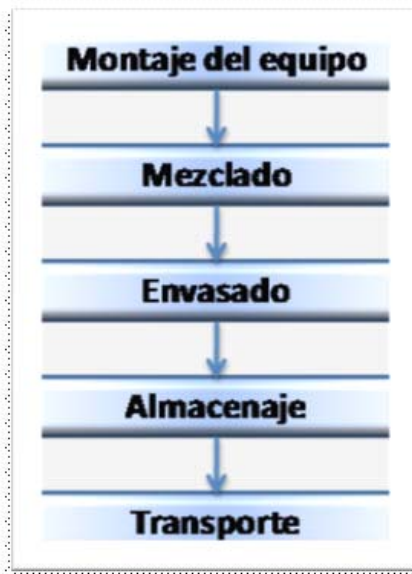 Montaje del equipo
Mezclado
Envasado
Almacenaje
Transporte